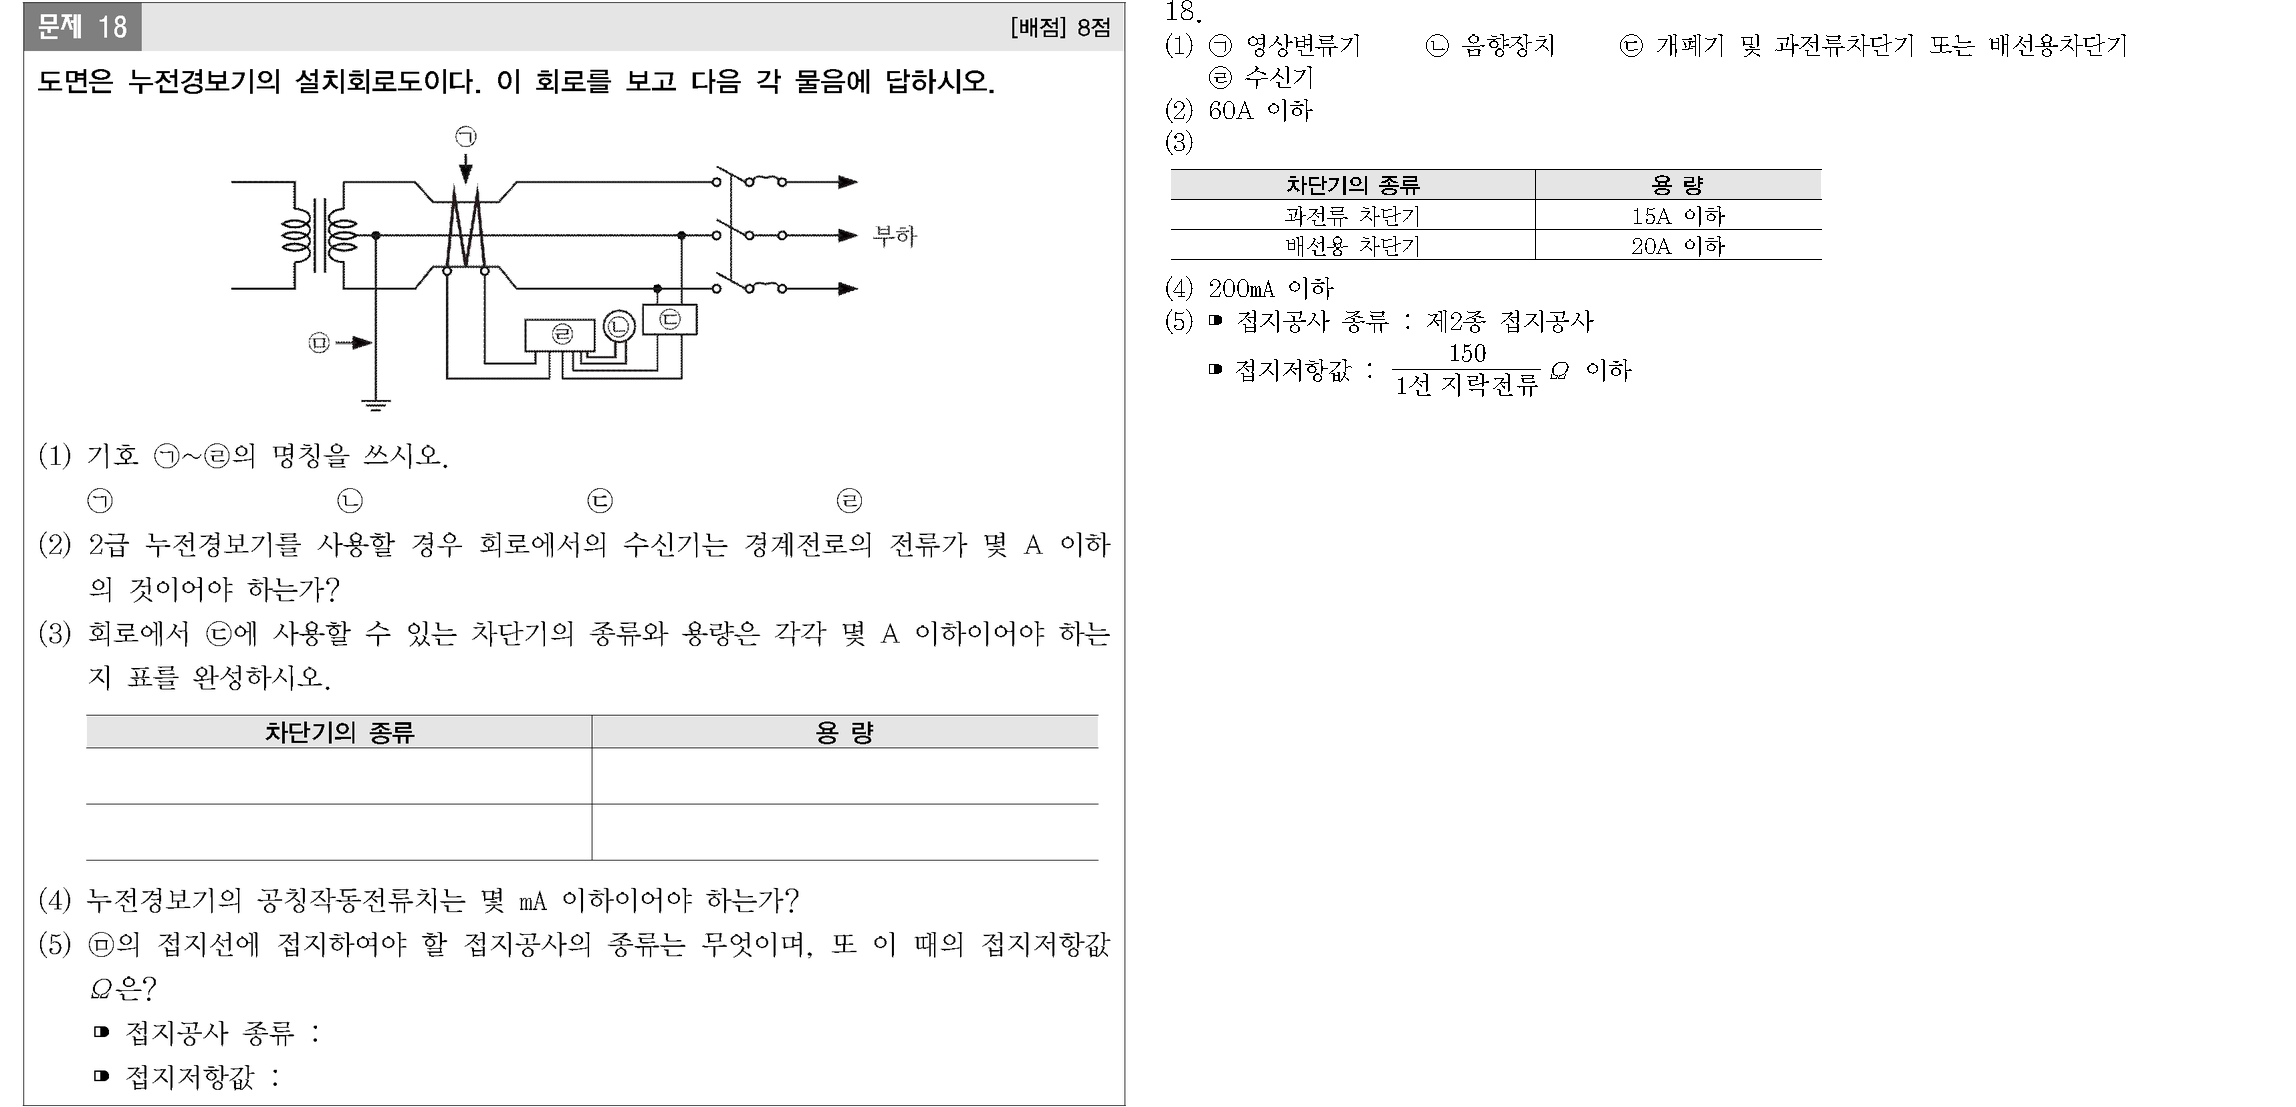 문제 18 [배점] 8점
도면은 누전경보기의 설치회로도이다. 이 회로를 보고 다음 각 물음에 답하시오.
㉠
부하
㉣ ㉡ ㉢
㉤
(1) 기호 ㉠~㉣의 명칭을 쓰시오.
㉠ ㉡ ㉢ ㉣
(2) 2급 누전경보기를 사용할 경우 회로에서의 수신기는 경계전로의 전류가 몇 A 이하
의 것이어야 하는가?
(3) 회로에서 ㉢에 사용할 수 있는 차단기의 종류와 용량은 각각 몇 A 이하이어야 하는
지 표를 완성하시오.
차단기의 종류 용 량
(4) 누전경보기의 공칭작동전류치는 몇 mA 이하이어야 하는가?
(5) ㉤의 접지선에 접지하여야 할 접지공사의 종류는 무엇이며, 또 이 때의 접지저항값
Ω은?
접지공사 종류 :
접지저항값 :
18.
(1) ㉠ 영상변류기 ㉡ 음향장치 ㉢ 개폐기 및 과전류차단기 또는 배선용차단기
㉣ 수신기
(2) 60A 이하
(3)
차단기의 종류 용 량
과전류 차단기 15A 이하
배선용 차단기 20A 이하
(4) 200mA 이하
(5) 접지공사 종류 : 제2종 접지공사
접지저항값 : 150/1선 지락전류 Ω 이하